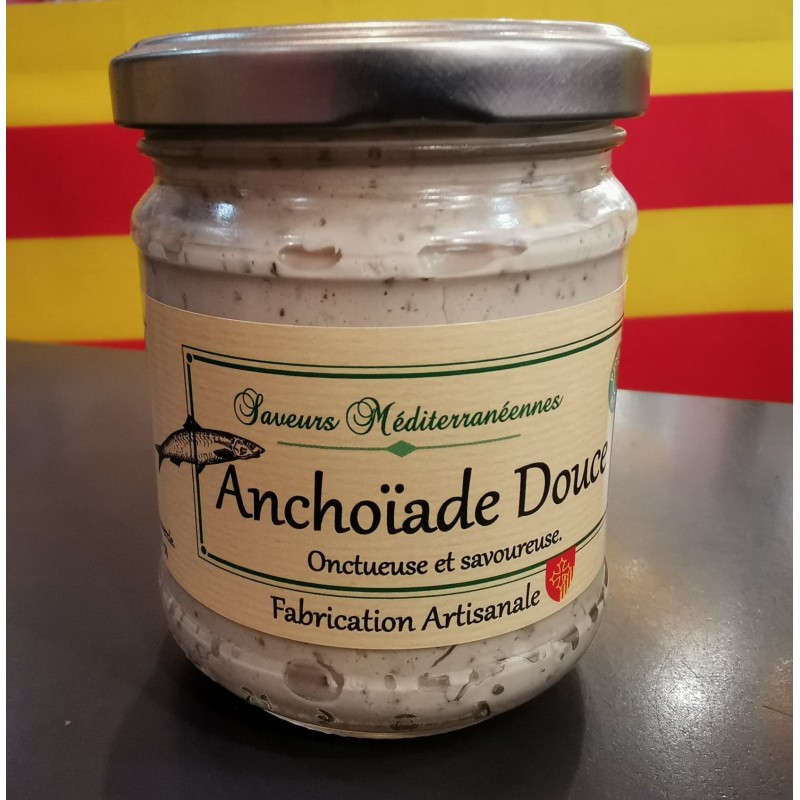 Saveurs Méditerranéennes
Anchoïade Douce
Onctueuse et savoureuse.
Fabrication Artisanale